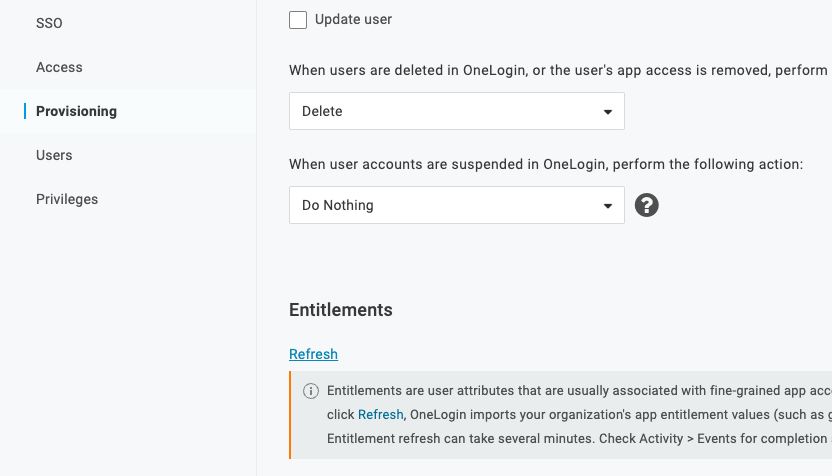 SSO
Access
Provisioning
Users
Privileges
Update user
When users are deleted in OneLogin, or the user's app access is removed, perform
Delete
When user accounts are suspended in OneLogin, perform the following action:
Do Nothing
?
Entitlements
Refresh
Entitlements are user attributes that are usually associated with fine-grained app acc
click Refresh, OneLogin imports your organization's app entitlement values (such as g
Entitlement refresh can take several minutes. Check Activity > Events for completion